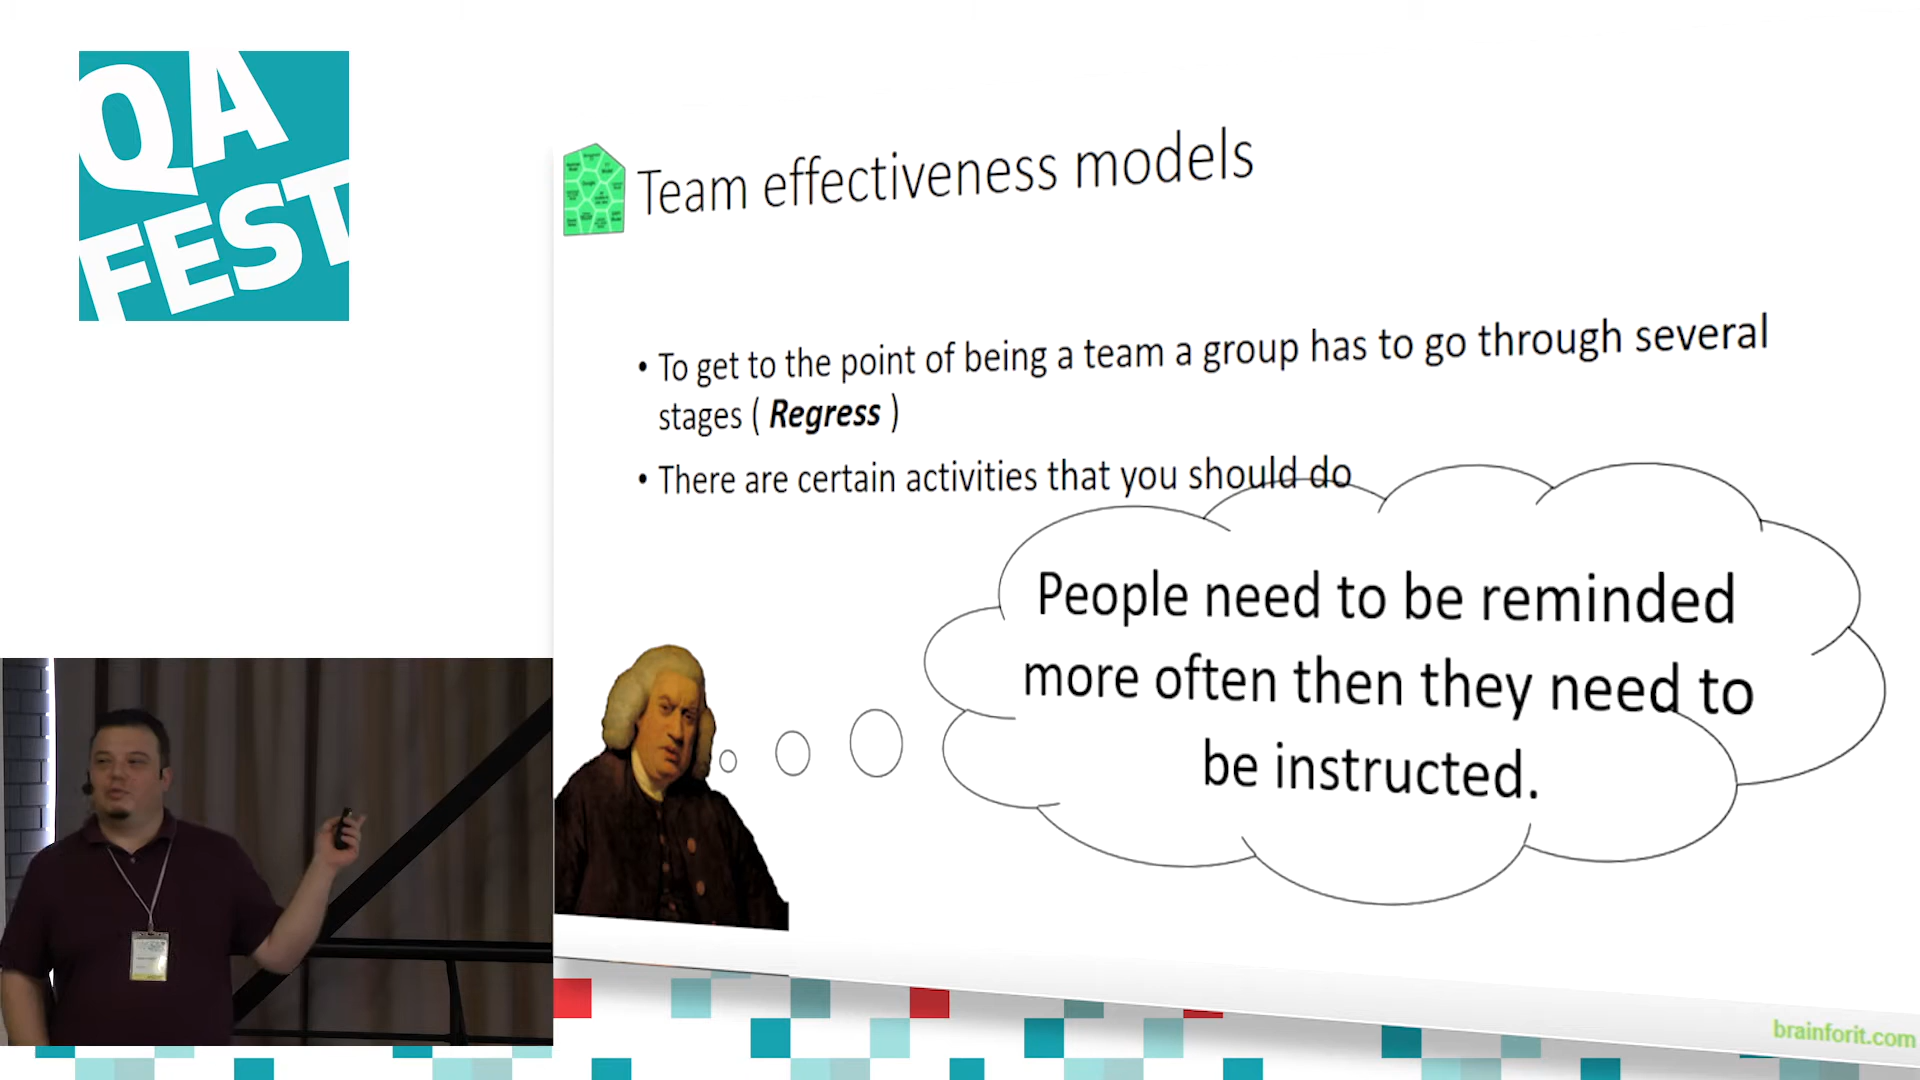 QA
FEST
Team effectiveness models
• To get to the point of being a team a group has to go through several
stages ( Regress )
• There are certain activities that you should do
People need to be reminded
more often then they need to
be instructed.
brainforit.com